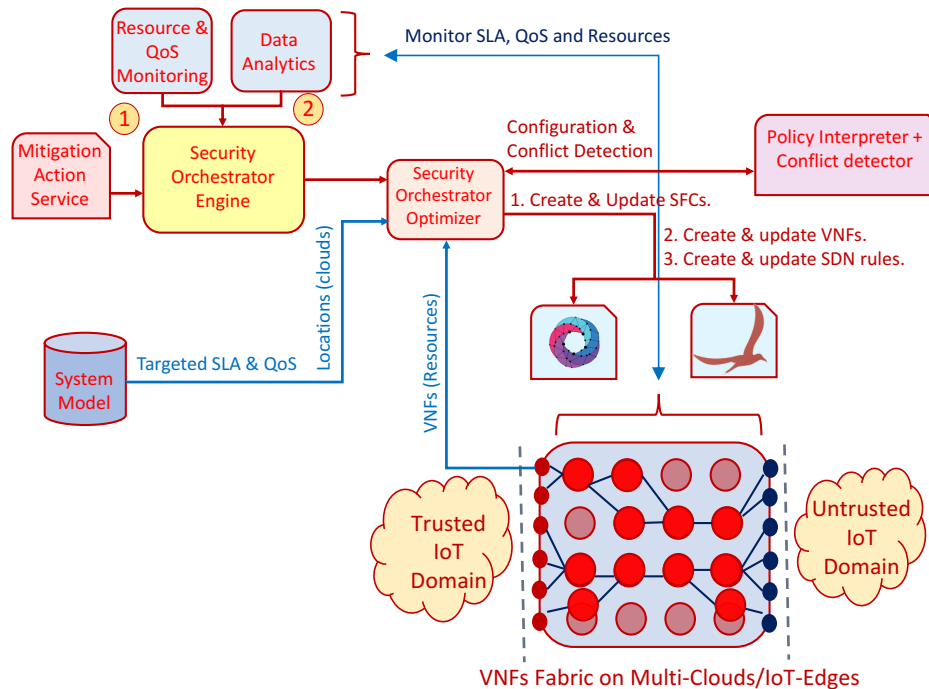 Resource &
QoS
Monitoring
Data
Analytics
Monitor SLA, QoS and Resources
1
2
Mitigation
Action
Service
Security
Orchestrator
Engine
Security
Orchestrator
Optimizer
Configuration &
Conflict Detection
Policy Interpreter +
Conflict detector
1. Create & Update SFCs.
2. Create & update VNFs.
3. Create & update SDN rules.
Locations (clouds)
VNFs (Resources)
System
Model
Targeted SLA & QoS
Trusted
IoT
Domain
Untrusted
IoT
Domain
VNFs Fabric on Multi-Clouds/IoT-Edges